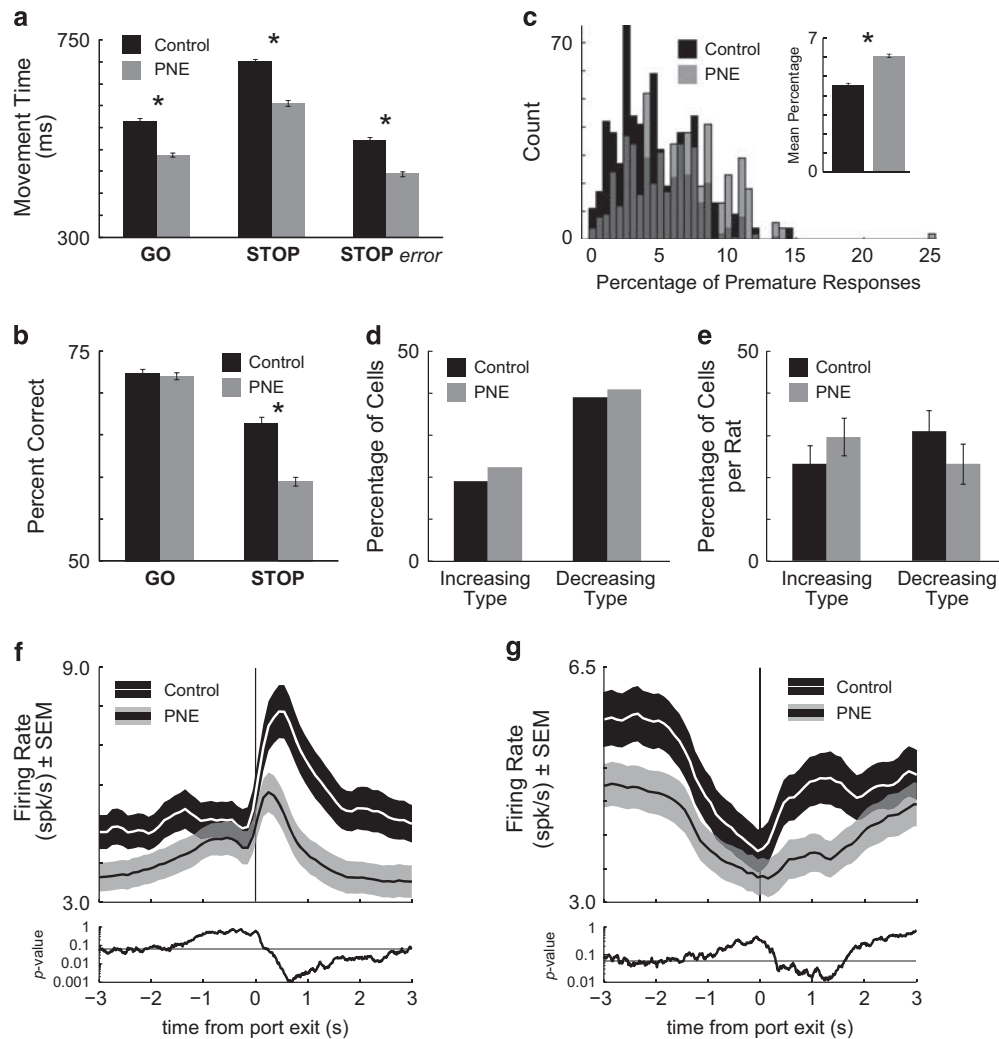 a
750
Movement Time
(ms)
300
Control
PNE
*
*
*
GO
STOP
STOP error
c
70
Count
0
Control
PNE
0
5
10
15
20
25
Percentage of Premature Responses
7
Mean Percentage
0
*
b
75
Percent Correct
50
Control
PNE
*
GO
STOP
d
50
Percentage of Cells
0
Control
PNE
Increasing
Type
Decreasing
Type
e
50
Percentage of Cells
per Rat
0
Control
PNE
Increasing
Type
Decreasing
Type
f
9.0
Firing Rate
(spk/s) ± SEM
3.0
Control
PNE
p-value
1
0.1
0.01
0.001
−3
−2
−1
0
1
2
3
time from port exit (s)
g
6.5
Firing Rate
(spk/s) ± SEM
3.0
Control
PNE
p-value
1
0.1
0.01
−3
−2
−1
0
1
2
3
time from port exit (s)